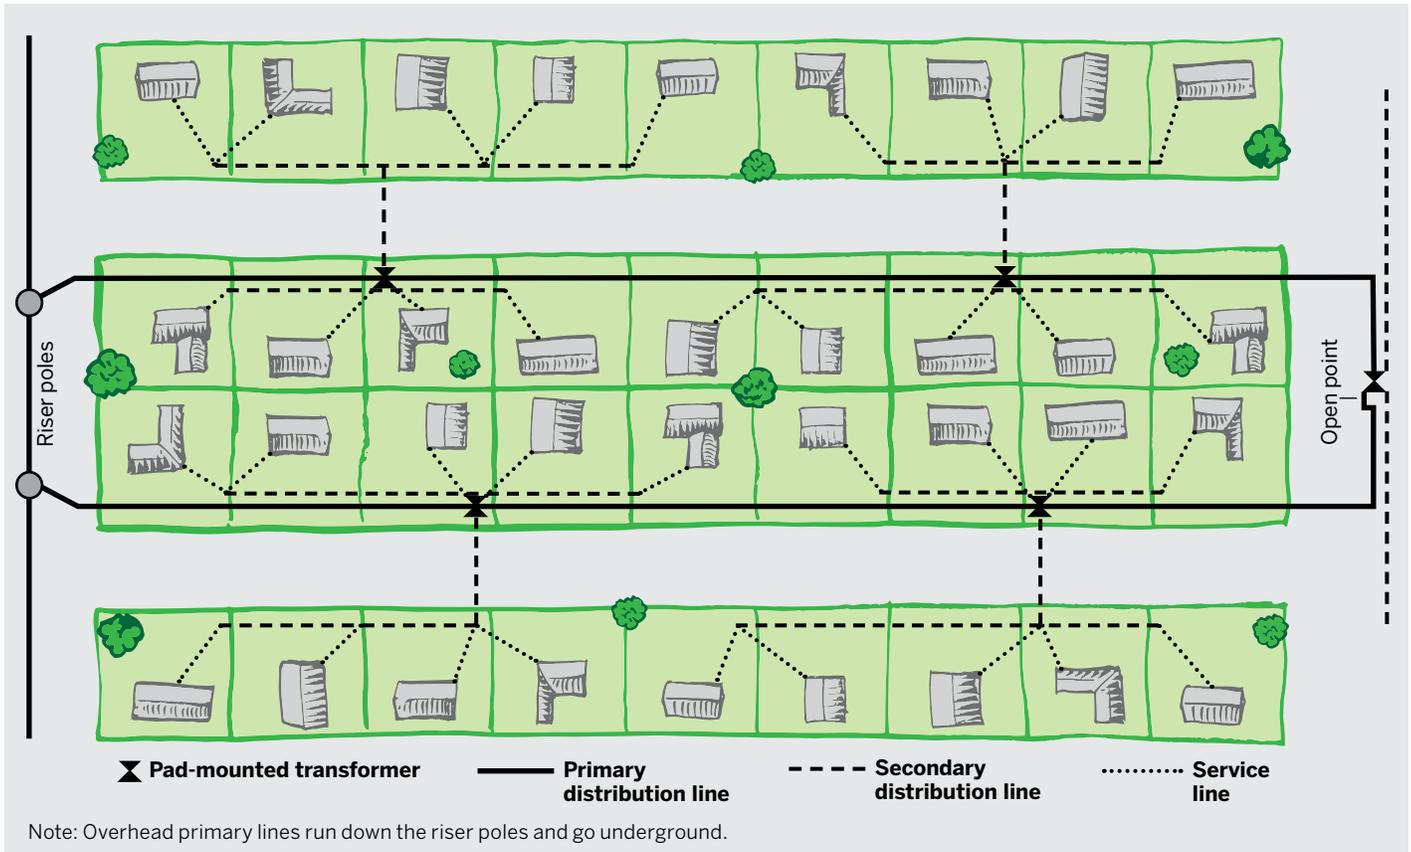 Riser poles
Open point
Pad-mounted transformer
Primary
distribution line
Secondary
distribution line
Service
line
Note: Overhead primary lines run down the riser poles and go underground.